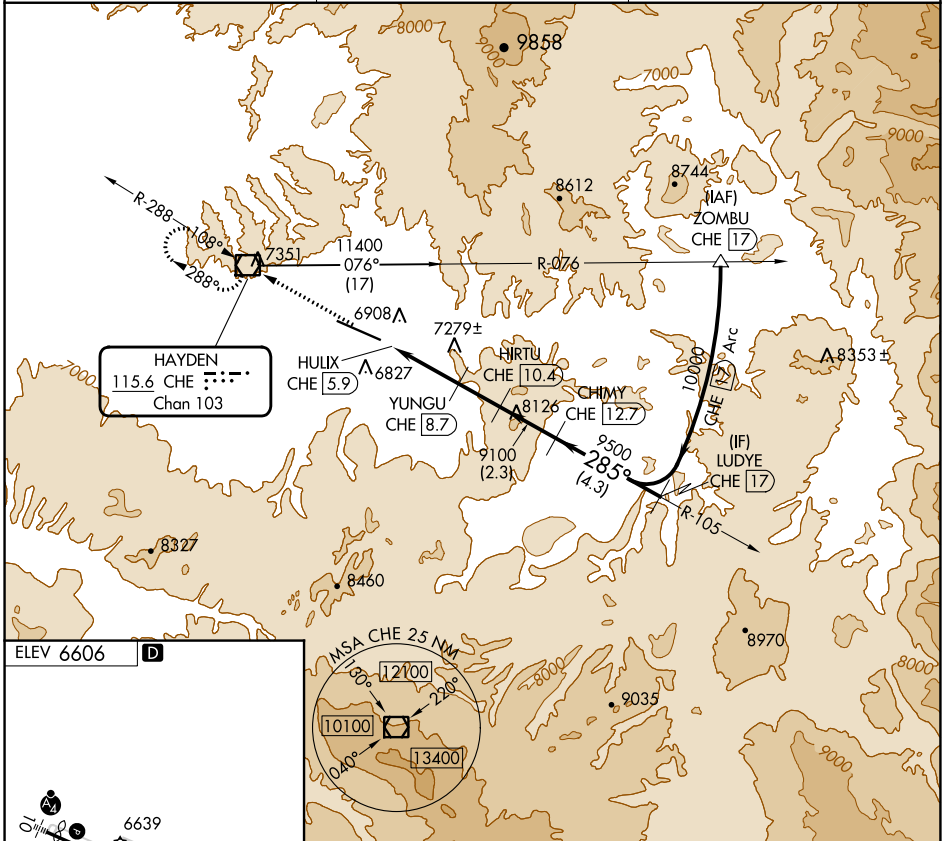 8000
9858
7000
9000
8744
8612
(IAF)
ZOMBU
CHE 17
R-288
108°
288°
7351
11400
076°
(17)
R-076
6908
7279±
HAYDEN
115.6 CHE
Chan 103
HULIX
CHE 5.9
6827
HIRTU
CHE 10.4
YUNGU
CHE 8.7
8126
CHIMY
CHE 12.7
10000
CHE 17 Arc
8353±
9100
(2.3)
9500
285°
(4.3)
(IF)
LUDYE
CHE 17
R-105
8327
8460
8970
8000
8000
9035
9000
ELEV 6606 D
MSA CHE 25 NM
130°
12100
220°
10100
040°
13400
A4
10
P
6639